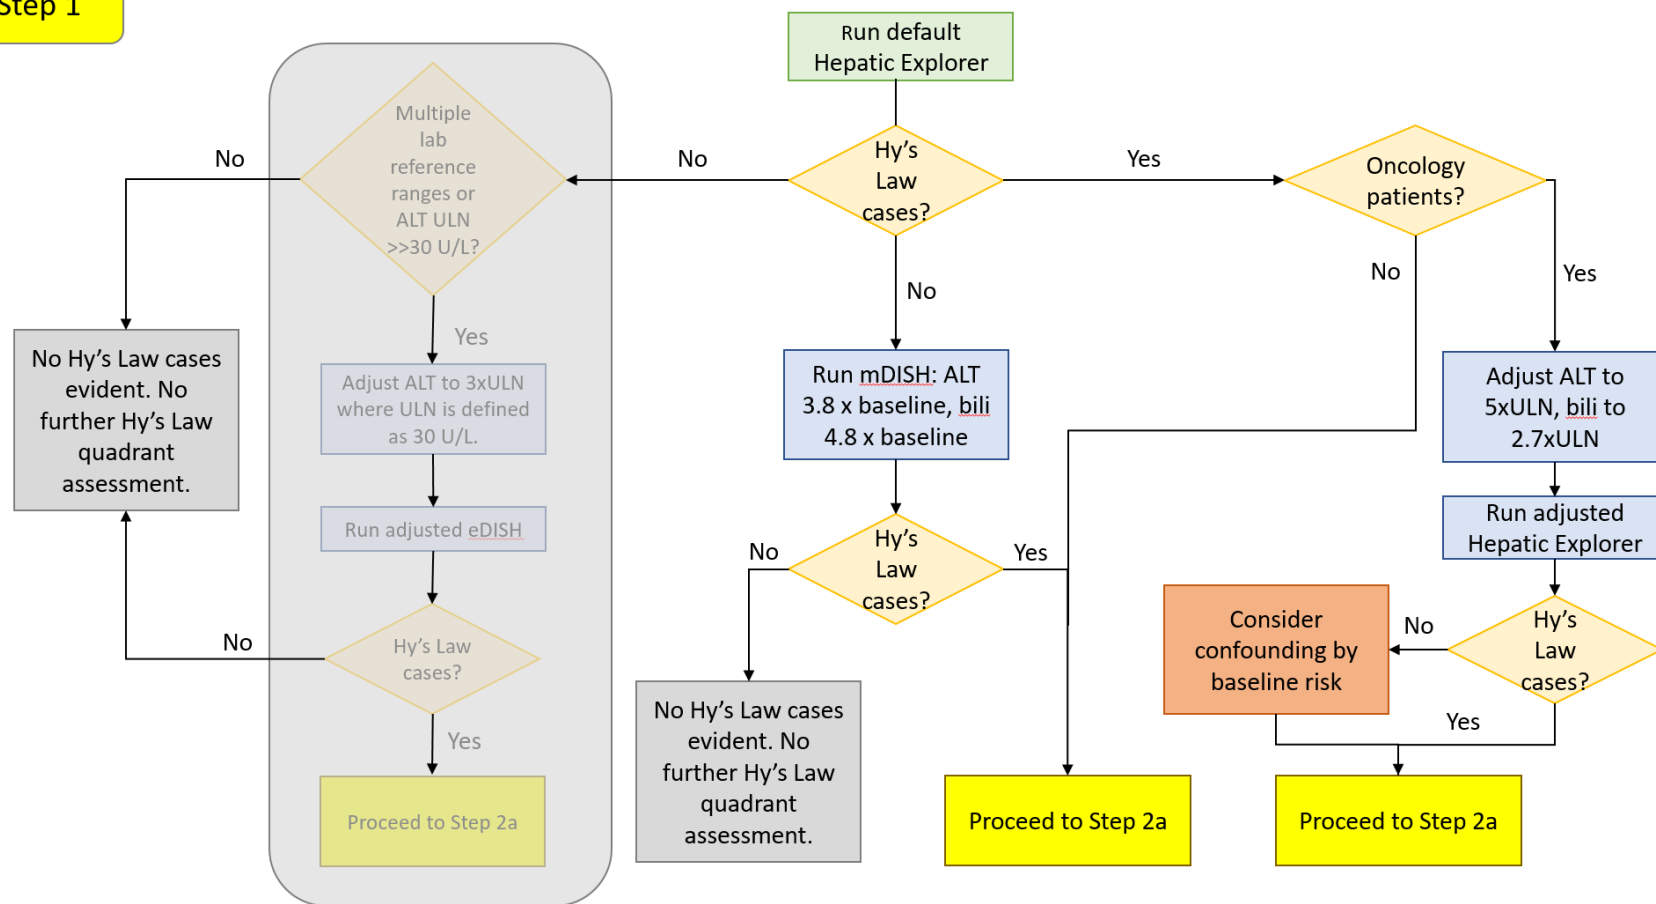 Step 1
Run default
Hepatic Explorer
Multiple
lab
reference
ranges or
ALT ULN
>>30 U/L?
No
No
Hy's
Law
cases?
Yes
Oncology
patients?
No
Yes
No
Yes
No Hy's Law cases
evident. No
further Hy's Law
quadrant
assessment.
Adjust ALT to 3xULN
where ULN is defined
as 30 U/L.
Run mDISH: ALT
3.8 x baseline, bili
4.8 x baseline
Adjust ALT to
5xULN, bili to
2.7xULN
Run adjusted eDISH
Run adjusted
Hepatic Explorer
No
Hy's
Law
cases?
Yes
No
Hy's Law
cases?
Consider
confounding by
baseline risk
No
Hy's
Law
cases?
Yes
Yes
No Hy's Law cases
evident. No
further Hy's Law
quadrant
assessment.
Proceed to Step 2a
Proceed to Step 2a
Proceed to Step 2a